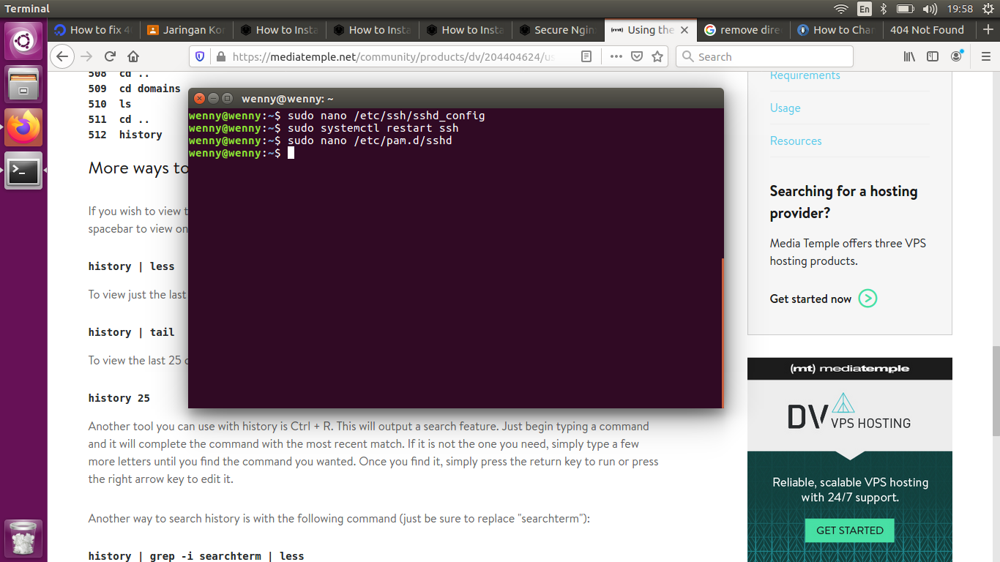 Terminal
En
19:58
How to fix 4
Jaringan Kor
How to Insta
How to Insta
How to Insta
Secure Ngin
(mt) Using the
remove dire
How to Char
404 Not Found
https://mediatemple.net/community/products/dv/204404624/us
Search
508 cd ..
509 cd domains
510 ls
511 cd ..
512 history
More ways to
If you wish to view t
spacebar to view on
history | less
To view just the last
history | tail
To view the last 25 c
history 25
Another tool you can use with history is Ctrl + R. This will output a search feature. Just begin typing a command
and it will complete the command with the most recent match. If it is not the one you need, simply type a few
more letters until you find the command you wanted. Once you find it, simply press the return key to run or press
the right arrow key to edit it.
Another way to search history is with the following command (just be sure to replace "searchterm"):
history | grep -i searchterm | less
wenny@wenny: ~
wenny@wenny:~$ sudo nano /etc/ssh/sshd_config
wenny@wenny:~$ sudo systemctl restart ssh
wenny@wenny:~$ sudo nano /etc/pam.d/sshd
wenny@wenny:~$
Requirements
Usage
Resources
Searching for a hosting
provider?
Media Temple offers three VPS
hosting products.
Get started now
(mt) mediatemple
DV VPS HOSTING
Reliable, scalable VPS hosting
with 24/7 support.
GET STARTED